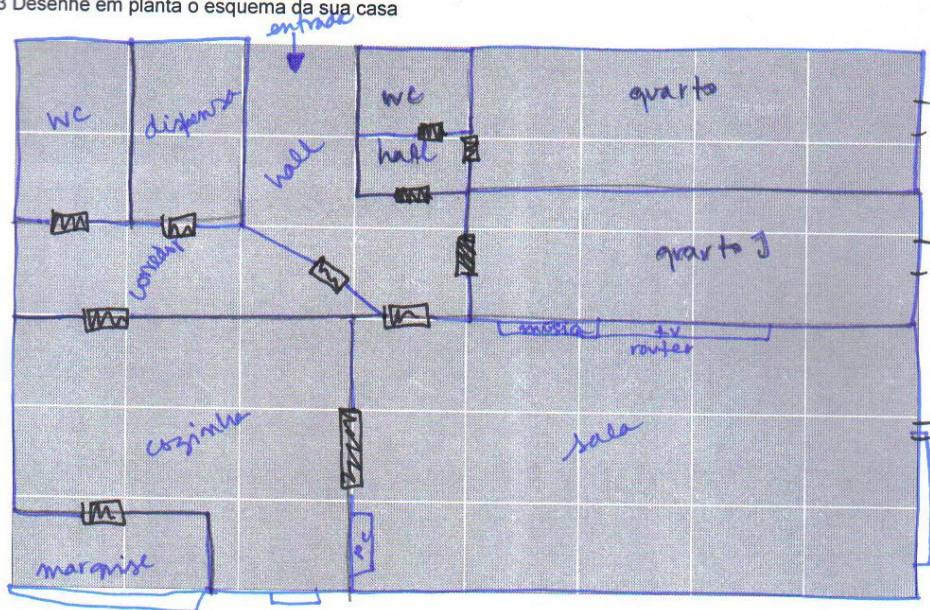 3 Desenhe em planta o esquema da sua casa
entrada
wc
dispensa
hall
wc
hall
quarto
corredor
quarto J
música
tv
router
cozinha
sala
PC
marquise